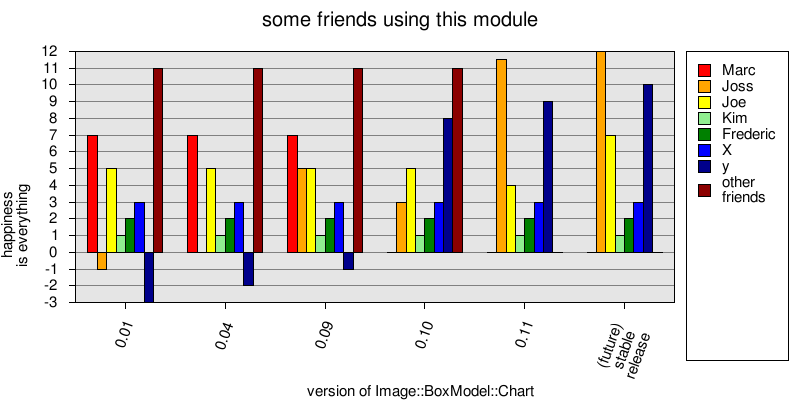 some friends using this module
12
11
10
9
8
7
6
5
4
3
2
1
0
-1
-2
-3
happiness
is everything
0.01
0.04
0.09
0.10
0.11
(future)
stable
release
version of Image::BoxModel::Chart
Marc
Joss
Joe
Kim
Frederic
X
y
other
friends